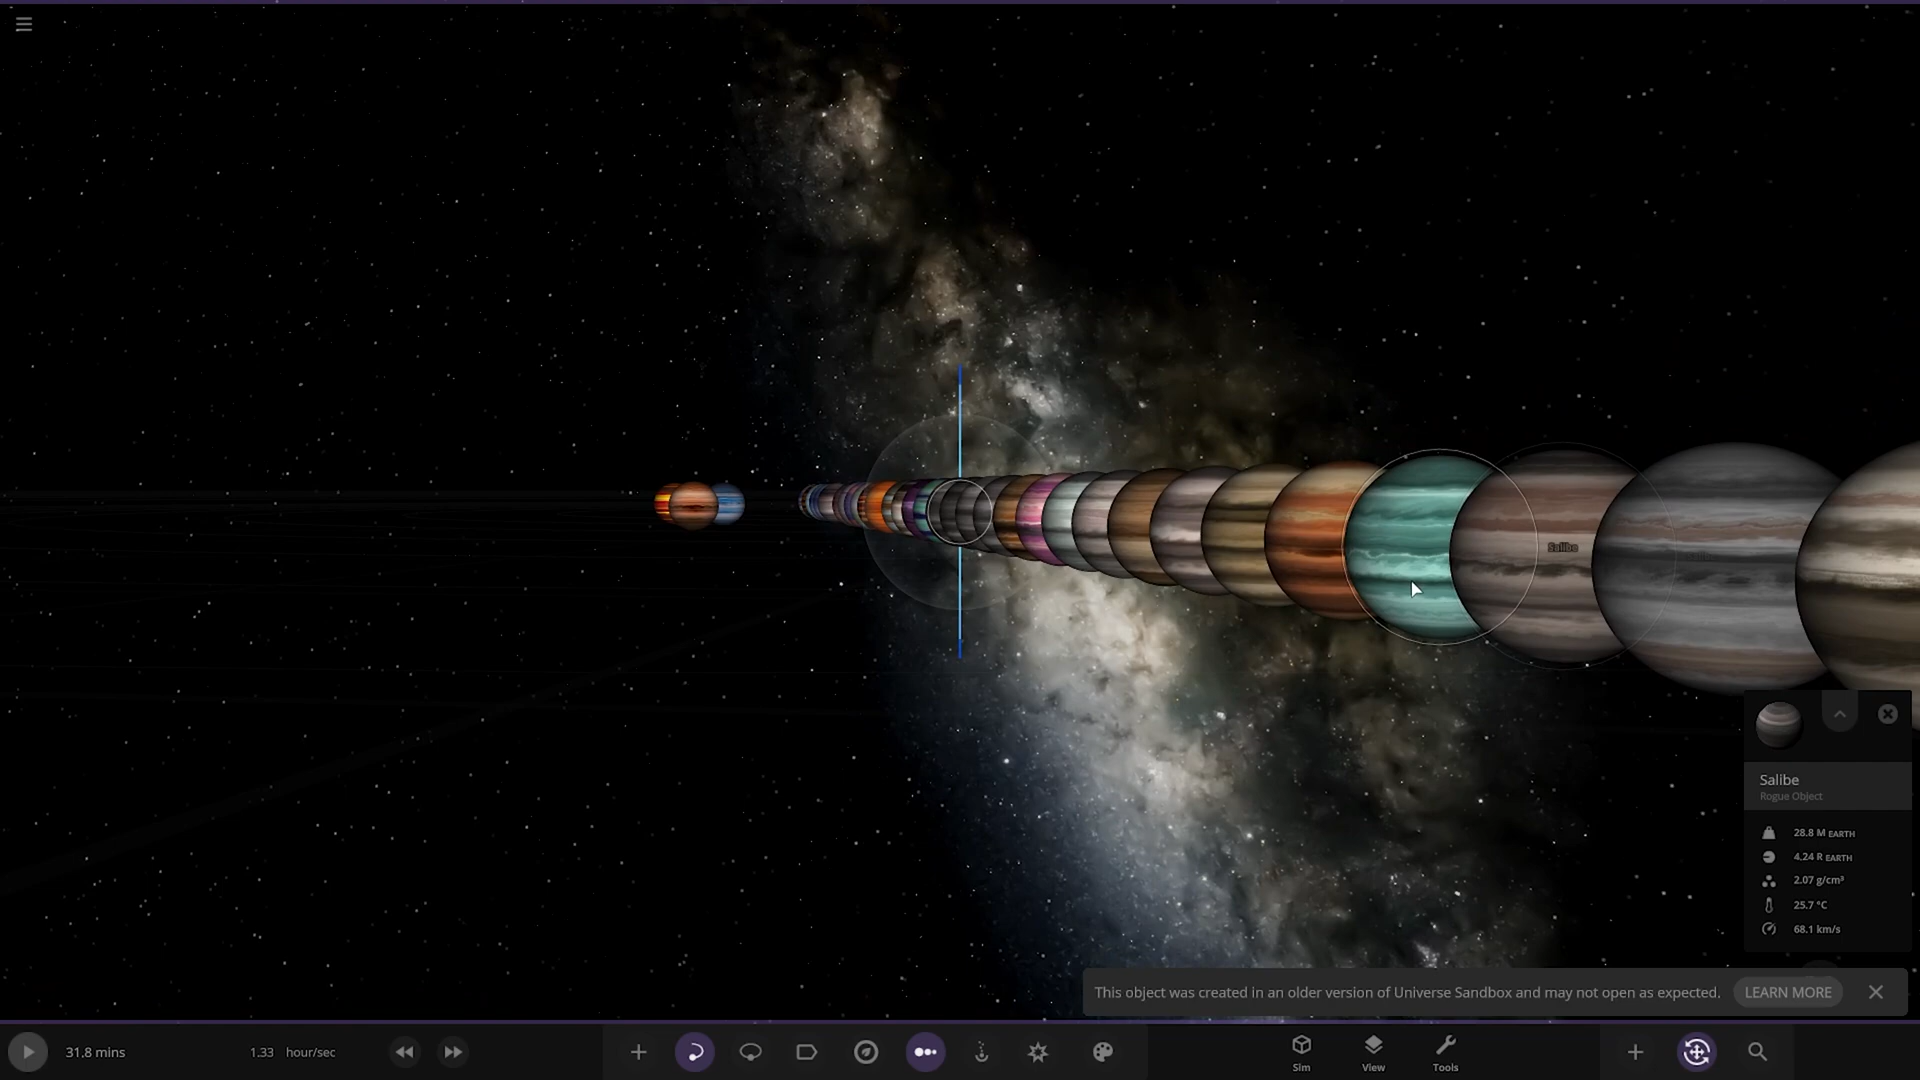 Salibe
Salibe
Rogue Object
28.8 M EARTH
4.24 R EARTH
2.07 g/cm³
25.7 °C
68.1 km/s
This object was created in an older version of Universe Sandbox and may not open as expected.
LEARN MORE
31.8 mins
1.33 hour/sec
Sim
View
Tools